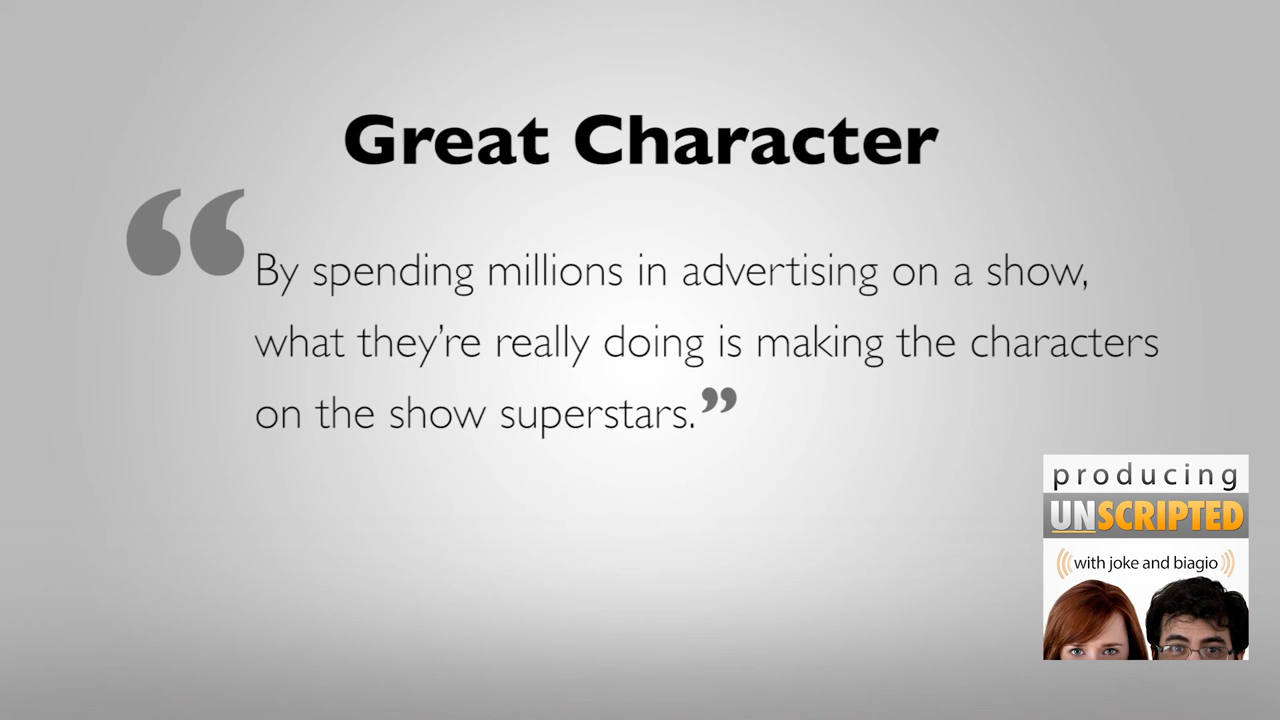 Great Character
“By spending millions in advertising on a show,
what they’re really doing is making the characters
on the show superstars.”
producing
UNSCRIPTED
with joke and biagio